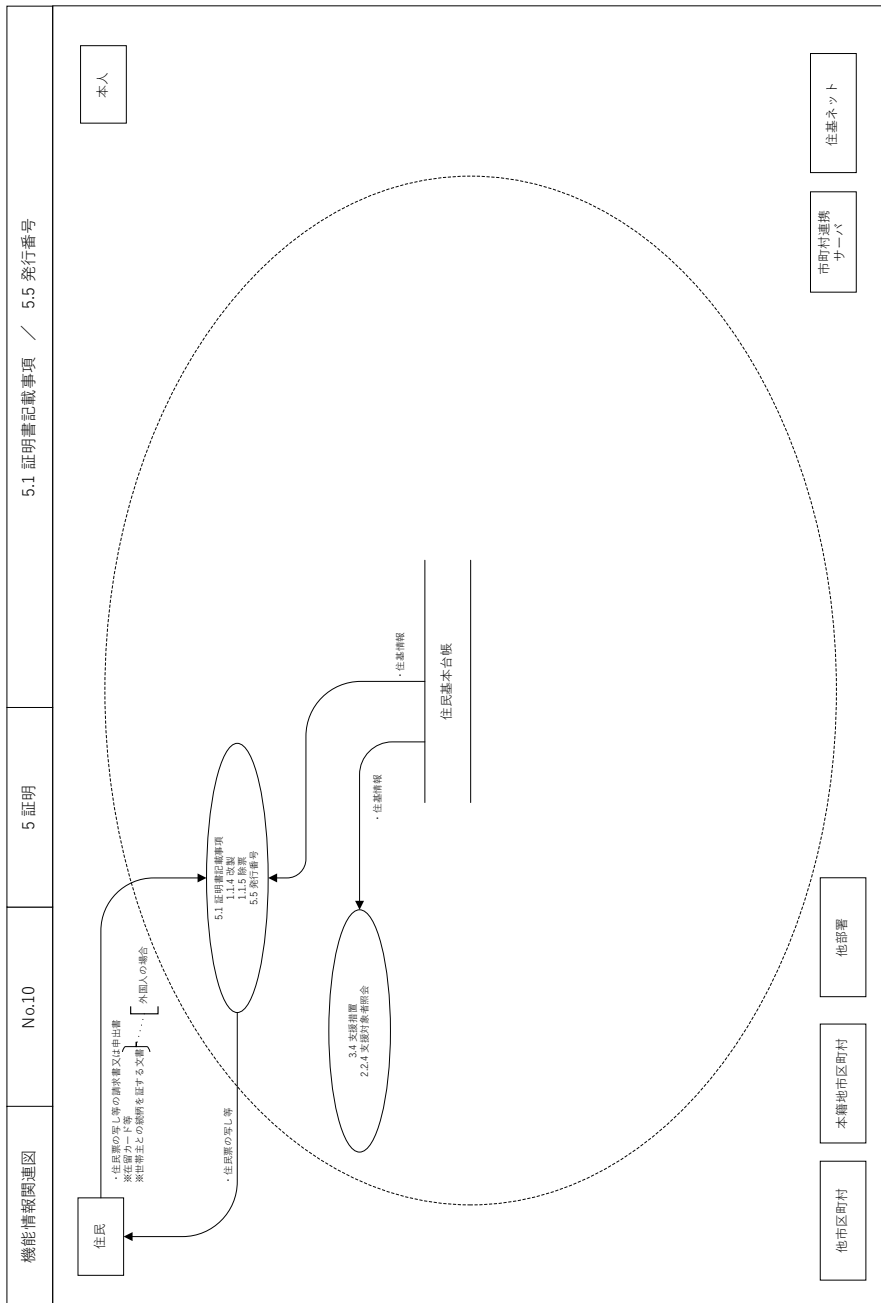 機能情報関連図
No.10
5 証明
5.1 証明書記載事項 ／ 5.5 発行番号
住民
本人
・住民票の写し等の請求書又は申出書
※在留カード等
※世帯主との続柄を証する文書
外国人の場合
・住民票の写し等
5.1 証明書記載事項
1.1.4 改製
1.1.5 除票
5.5 発行番号
・住基情報
3.4 支援措置
2.2.4 支援対象者照会
・住基情報
住民基本台帳
他市区町村
本籍地市区町村
他部署
市町村連携
サーバ
住基ネット